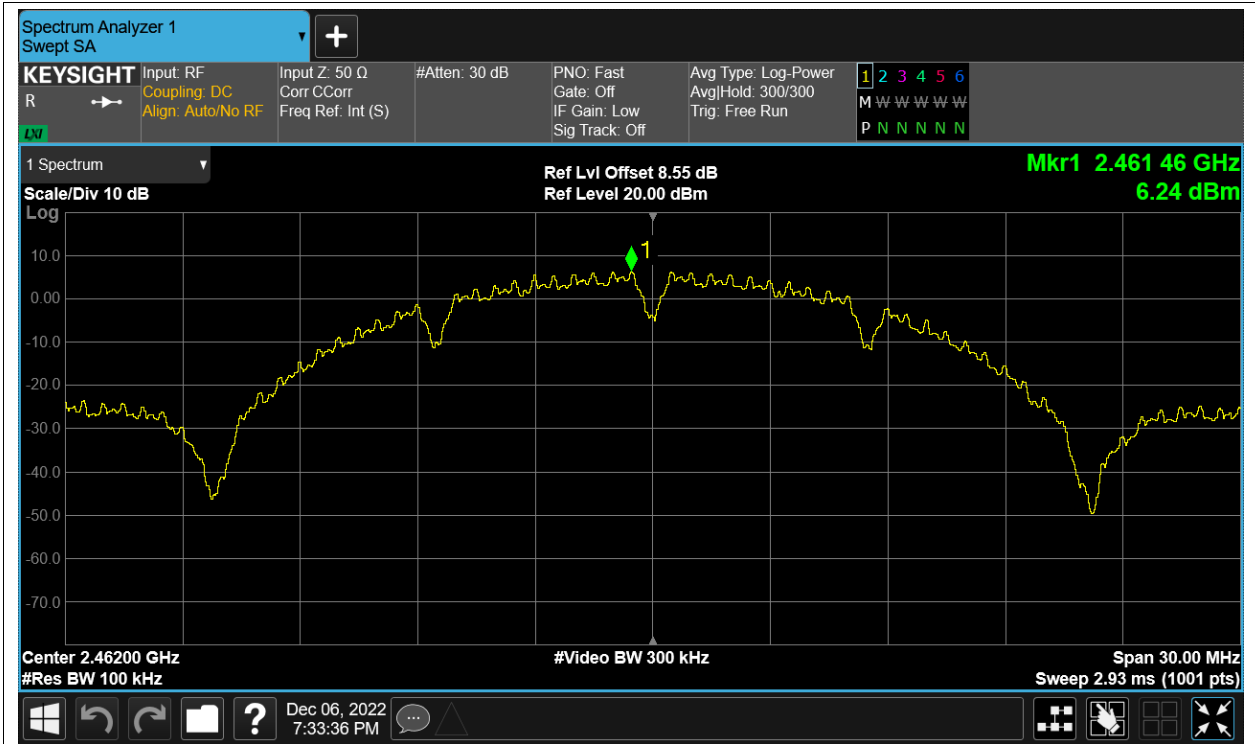 Spectrum Analyzer 1
Swept SA
KEYSIGHT
R
LXI
Input: RF
Coupling: DC
Align: Auto/No RF
Input Z: 50 Ω
Corr CCorr
Freq Ref: Int (S)
#Atten: 30 dB
PNO: Fast
Gate: Off
IF Gain: Low
Sig Track: Off
Avg Type: Log-Power
Avg|Hold: 300/300
Trig: Free Run
1 2 3 4 5 6
M W W W W W
P N N N N N
1 Spectrum
Scale/Div 10 dB
Ref Lvl Offset 8.55 dB
Ref Level 20.00 dBm
Mkr1 2.461 46 GHz
6.24 dBm
Log
1
10.0
0.00
-10.0
-20.0
-30.0
-40.0
-50.0
-60.0
-70.0
Center 2.46200 GHz
#Video BW 300 kHz
Span 30.00 MHz
#Res BW 100 kHz
Sweep 2.93 ms (1001 pts)
?
Dec 06, 2022
7:33:36 PM